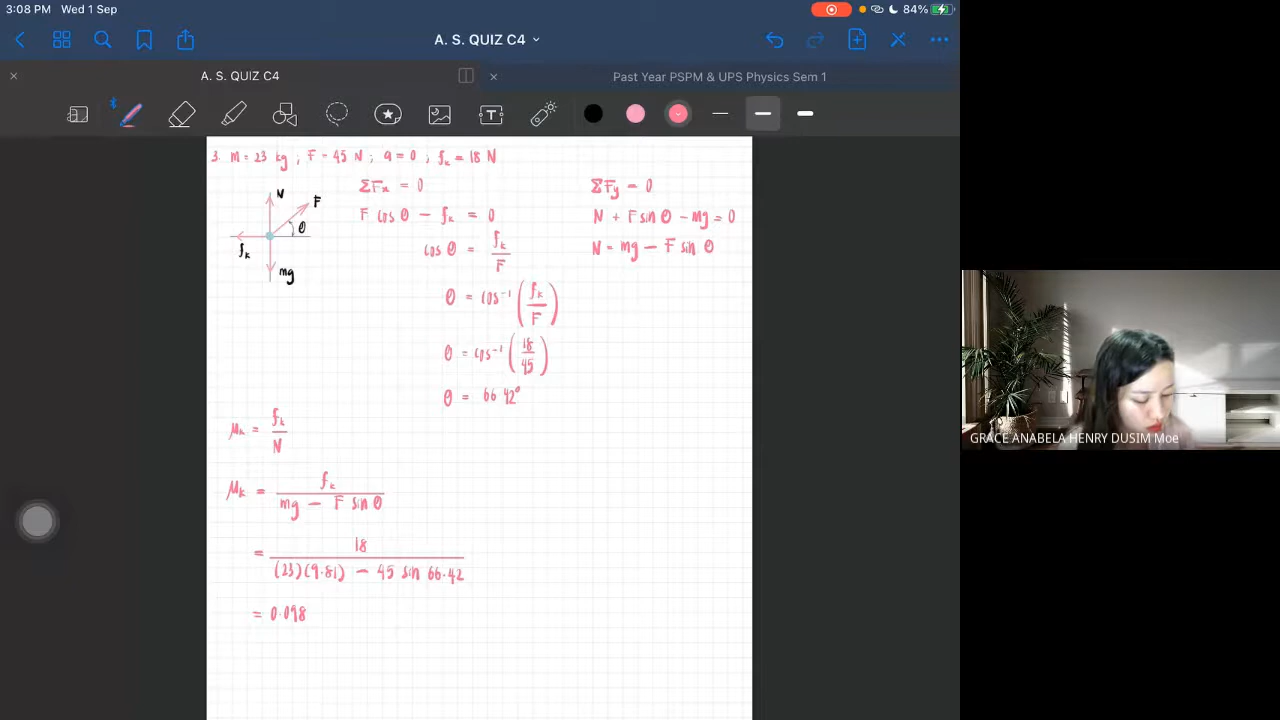 3:08 PM Wed 1 Sep
84%
A. S. QUIZ C4
A. S. QUIZ C4
Past Year PSPM & UPS Physics Sem 1
3. m = 23 kg ; F = 45 N ; a = 0 ; fk = 18 N
N
F
θ
fk
mg
ΣFx = 0
F cos θ − fk = 0
cos θ = fk / F
θ = cos⁻¹ (fk / F)
θ = cos⁻¹ (18 / 45)
θ = 66.42°
ΣFy = 0
N + F sin θ − mg = 0
N = mg − F sin θ
μk = fk / N
μk = fk / mg − F sin θ
= 18 / (23)(9.81) − 45 sin 66.42
= 0.098
GRACE ANABELA HENRY DUSIM Moe